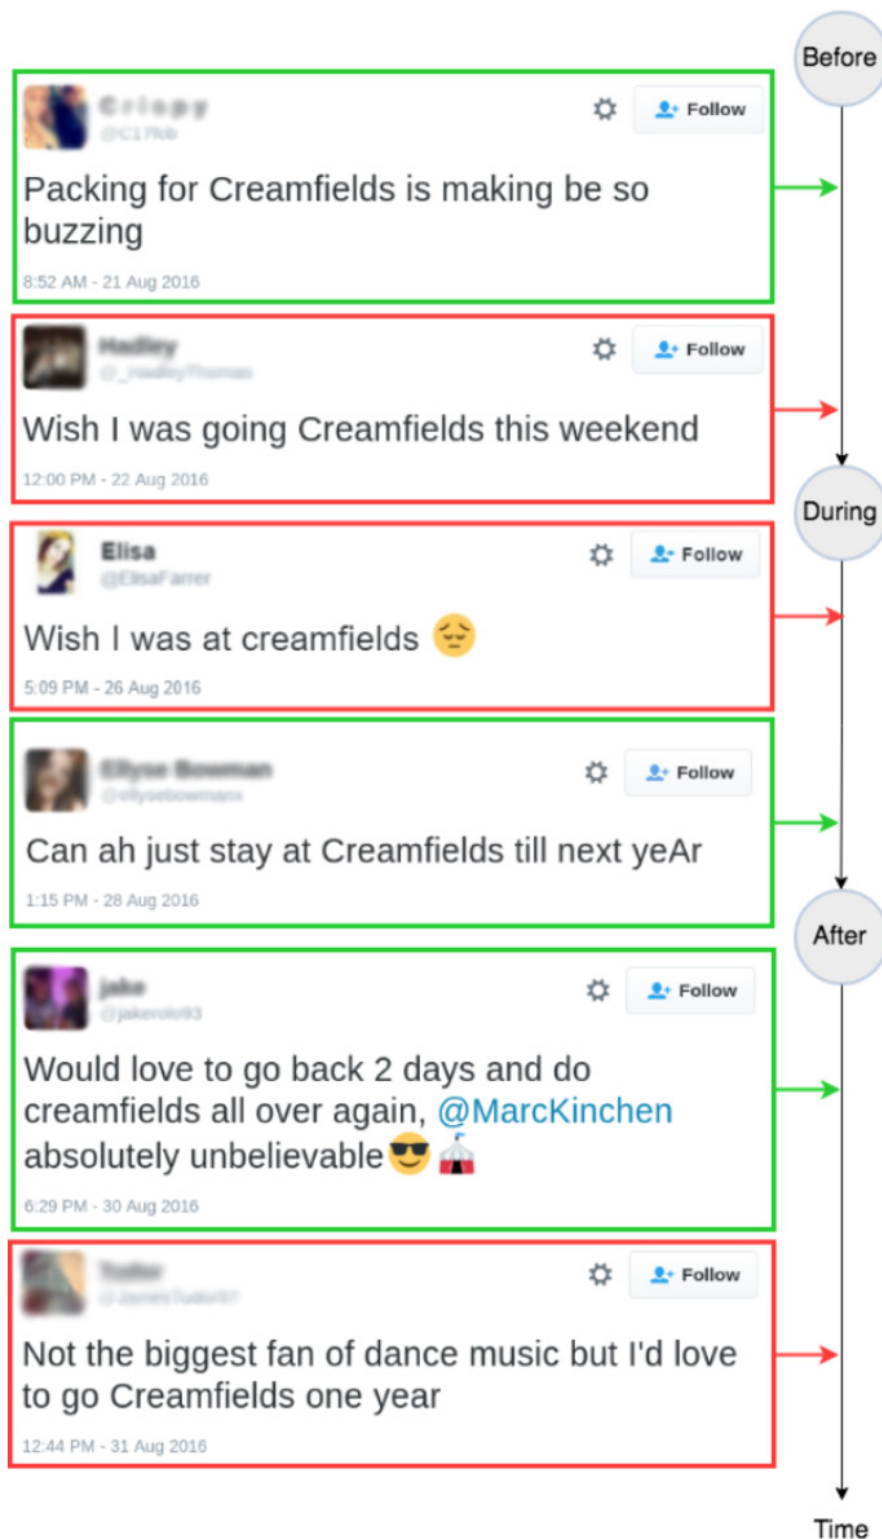 Before
Follow
Packing for Creamfields is making be so
buzzing
8:52 AM - 21 Aug 2016
Follow
Wish I was going Creamfields this weekend
12:00 PM - 22 Aug 2016
During
Elisa
@ElisaFarrer
Follow
Wish I was at creamfields
5:09 PM - 26 Aug 2016
Follow
Can ah just stay at Creamfields till next yeAr
1:15 PM - 28 Aug 2016
After
Follow
Would love to go back 2 days and do
creamfields all over again, @MarcKinchen
absolutely unbelievable
6:29 PM - 30 Aug 2016
Follow
Not the biggest fan of dance music but I'd love
to go Creamfields one year
12:44 PM - 31 Aug 2016
Time